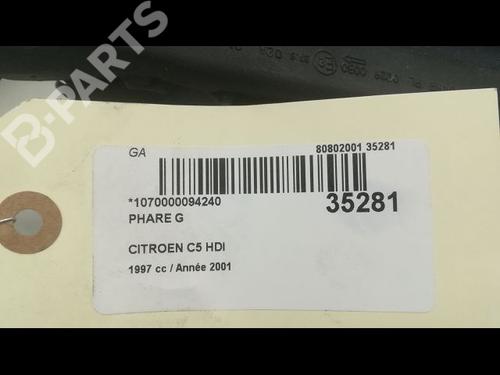 B-PARTS
GA
80802001 35281
*1070000094240
35281
PHARE G
CITROEN C5 HDI
1997 cc / Année 2001